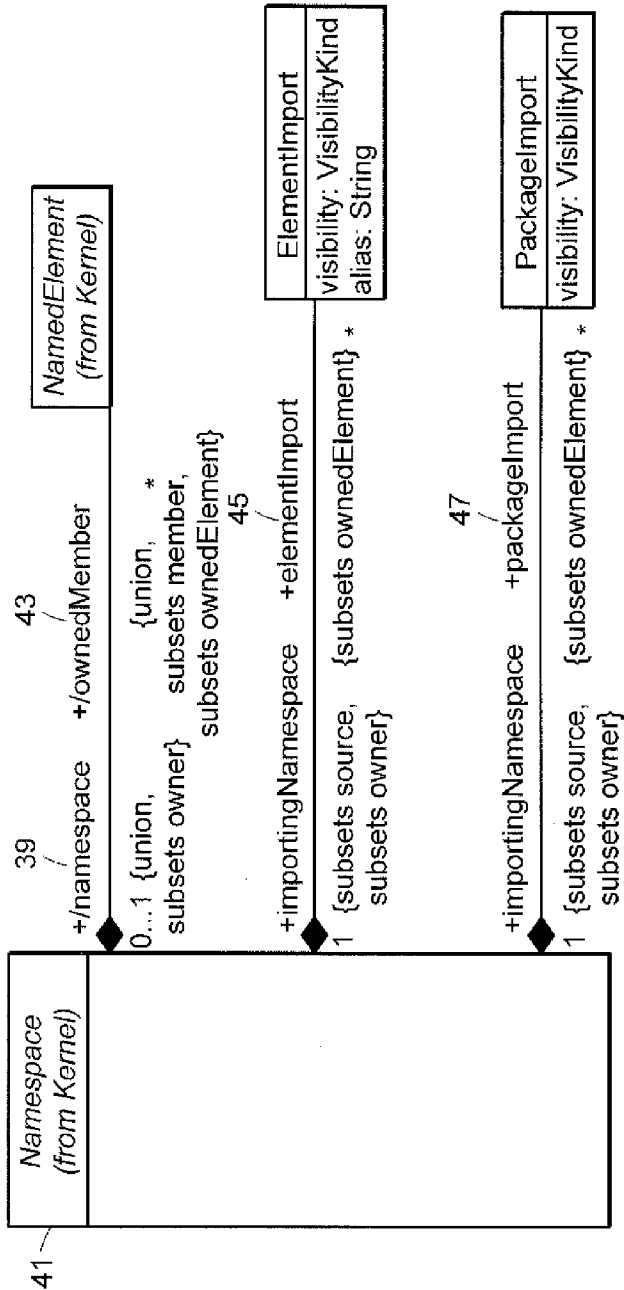 41
Namespace
(from Kernel)
39
+/namespace
43
+/ownedMember
NamedElement
(from Kernel)
0...1 {union,
subsets owner}
{union, *
subsets member,
subsets ownedElement}
+importingNamespace
45
+elementImport
1 {subsets source,
subsets owner}
{subsets ownedElement} *
ElementImport
visibility: VisibilityKind
alias: String
+importingNamespace
47
+packageImport
1 {subsets source,
subsets owner}
{subsets ownedElement} *
PackageImport
visibility: VisibilityKind